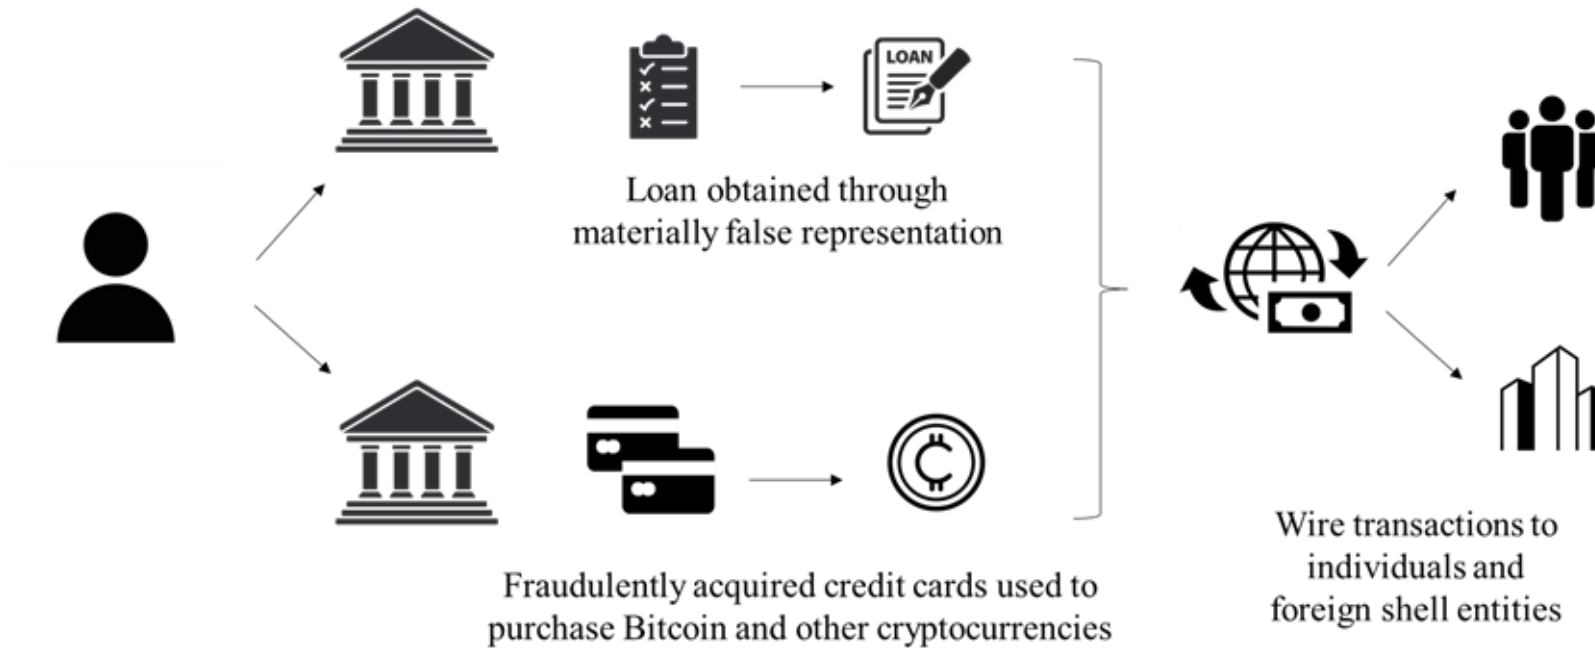 LOAN
Loan obtained through
materially false representation
Fraudulently acquired credit cards used to
purchase Bitcoin and other cryptocurrencies
Wire transactions to
individuals and
foreign shell entities